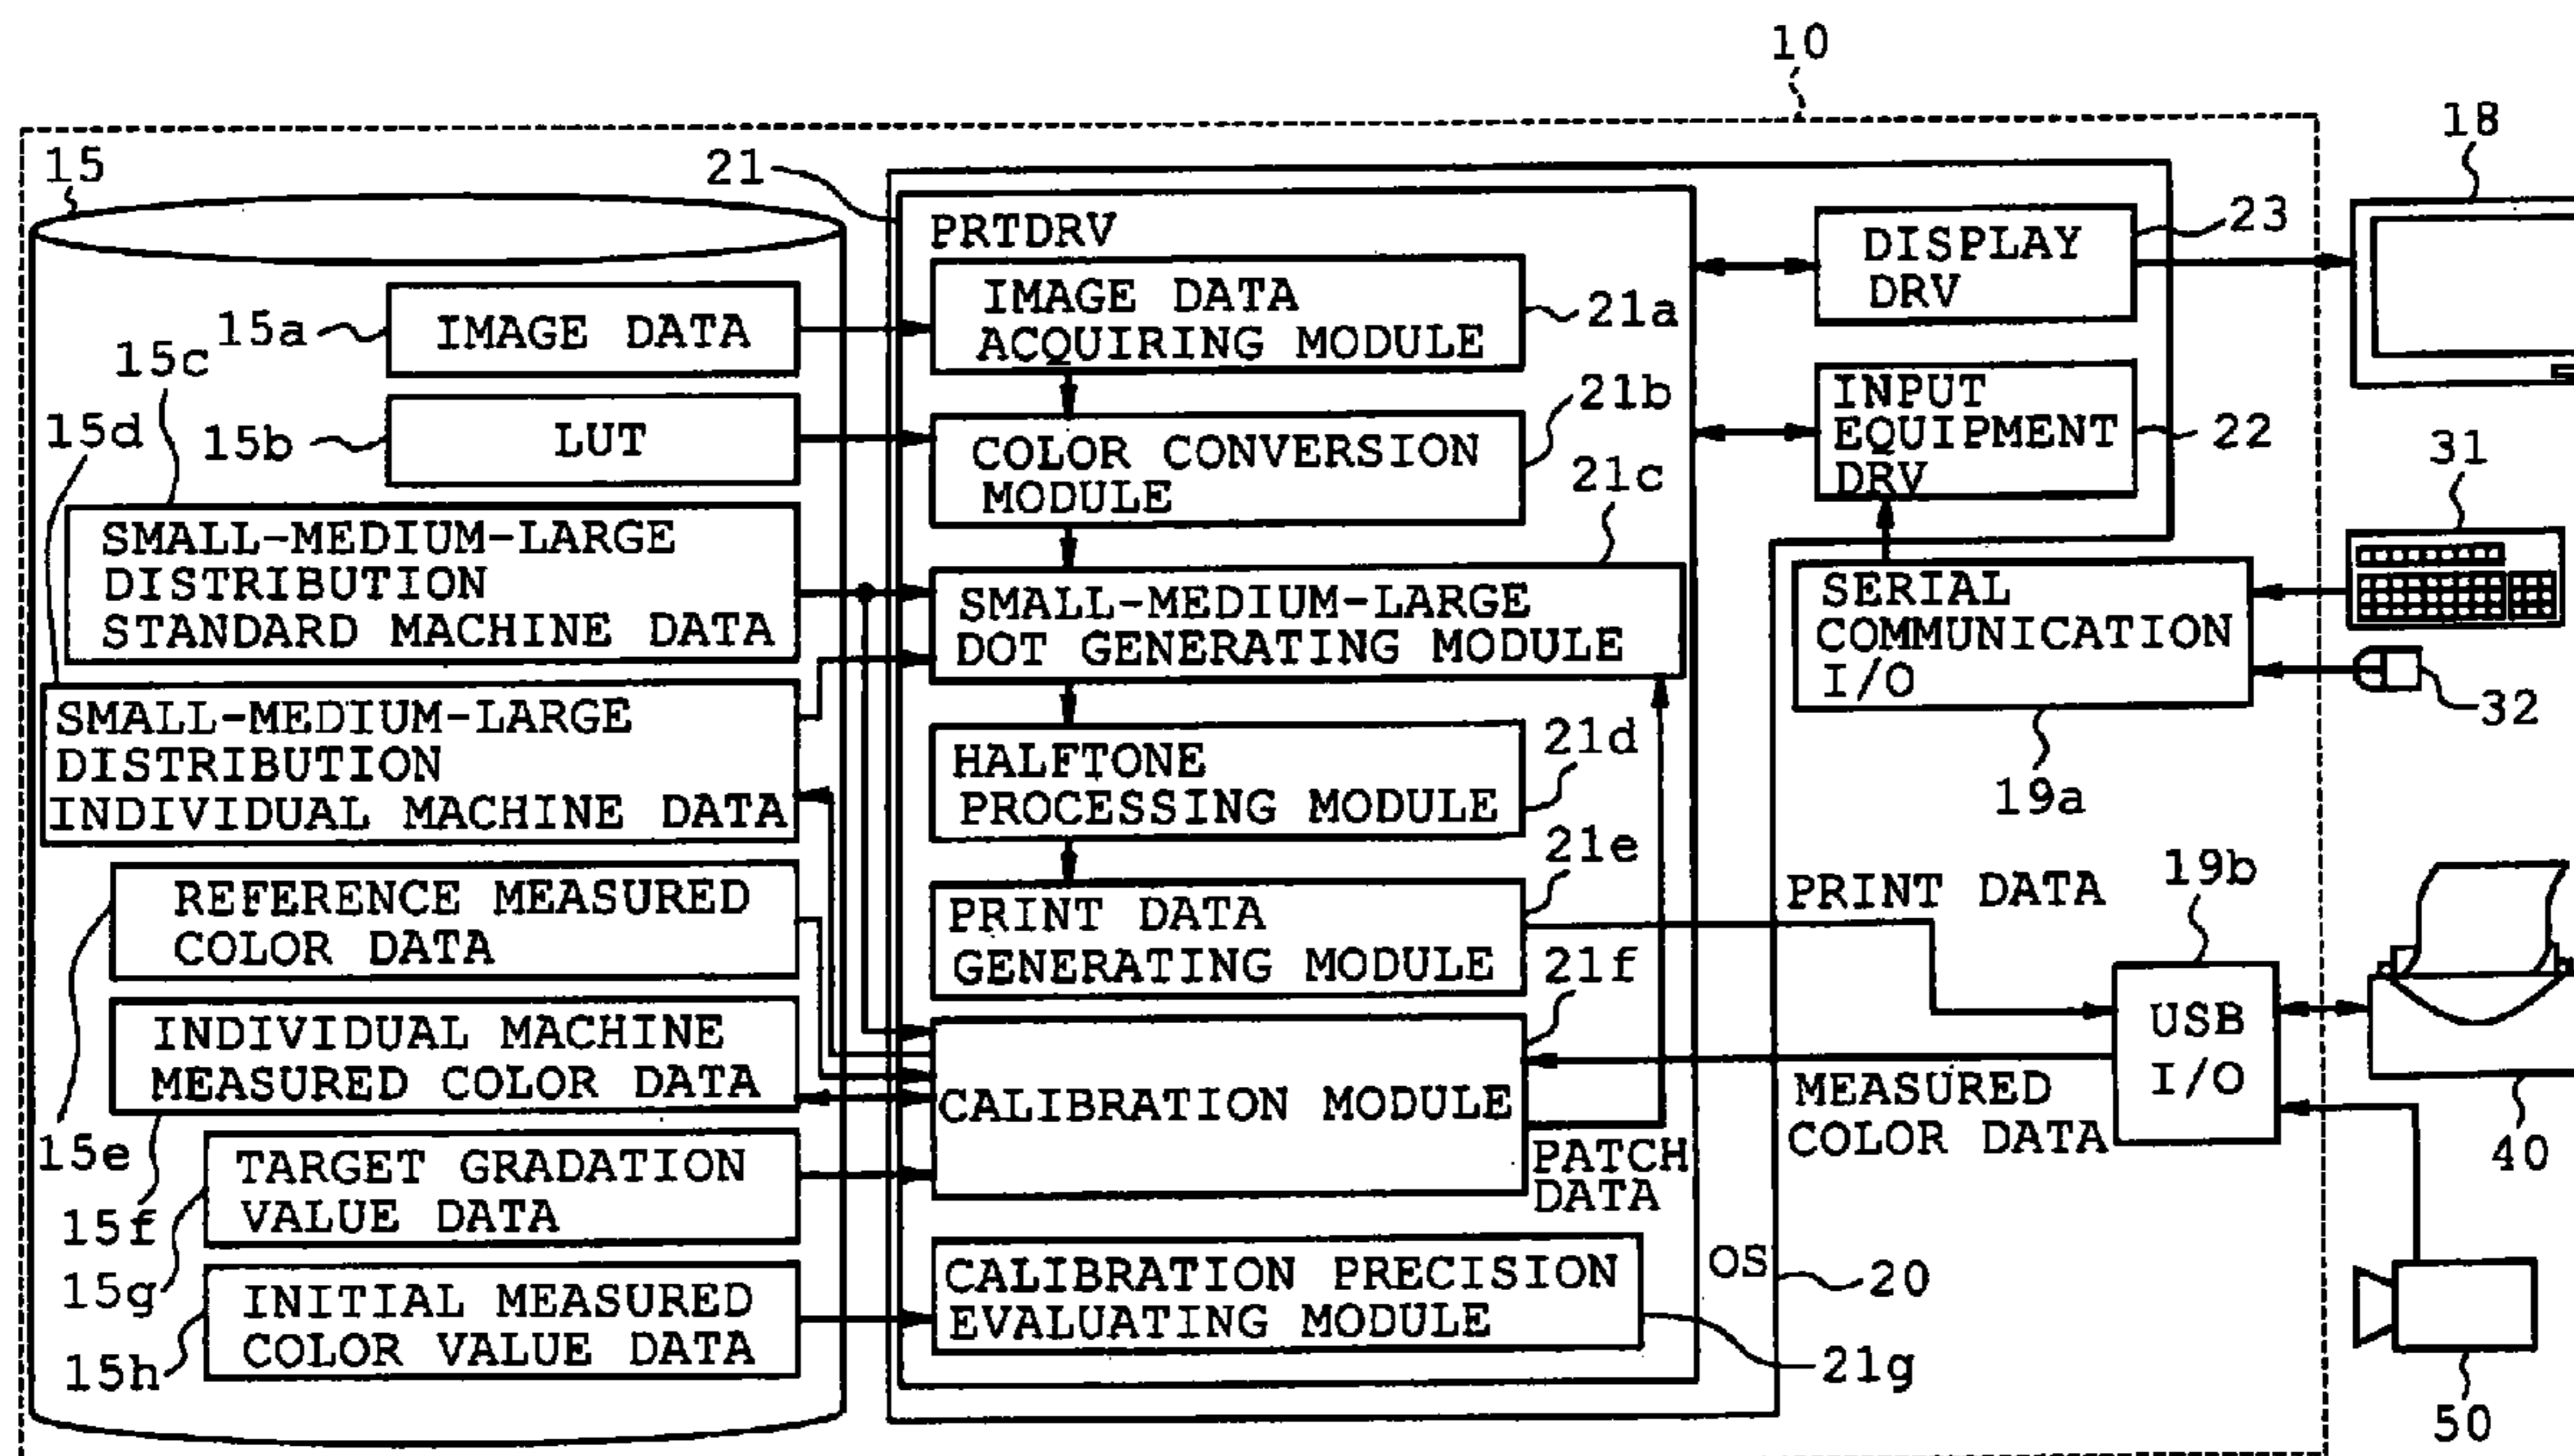 10
18
15
21
PRTDRV
DISPLAY
DRV
23
IMAGE DATA
ACQUIRING MODULE
21a
15a
IMAGE DATA
15c
INPUT
EQUIPMENT
DRV
22
21b
15d
15b
LUT
COLOR CONVERSION
MODULE
21c
31
SMALL-MEDIUM-LARGE
DISTRIBUTION
STANDARD MACHINE DATA
SMALL-MEDIUM-LARGE
DOT GENERATING MODULE
SERIAL
COMMUNICATION
I/O
32
19a
SMALL-MEDIUM-LARGE
DISTRIBUTION
INDIVIDUAL MACHINE DATA
HALFTONE
PROCESSING MODULE
21d
21e
REFERENCE MEASURED
COLOR DATA
PRINT DATA
GENERATING MODULE
21f
PRINT DATA
19b
USB
I/O
INDIVIDUAL MACHINE
MEASURED COLOR DATA
CALIBRATION MODULE
MEASURED
COLOR DATA
40
15e
PATCH
DATA
TARGET GRADATION
VALUE DATA
15f
15g
INITIAL MEASURED
COLOR VALUE DATA
15h
CALIBRATION PRECISION
EVALUATING MODULE
OS
20
21g
50